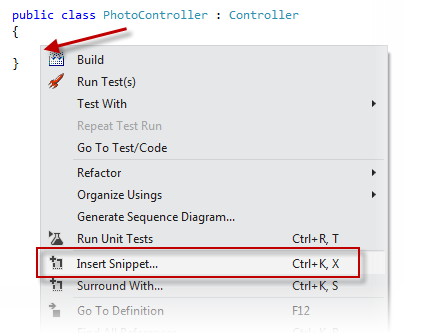 public class PhotoController : Controller
{
}
Build
Run Test(s)
Test With
Repeat Test Run
Go To Test/Code
Refactor
Organize Usings
Generate Sequence Diagram...
Run Unit Tests Ctrl+R, T
Insert Snippet... Ctrl+K, X
Surround With... Ctrl+K, S
Go To Definition F12